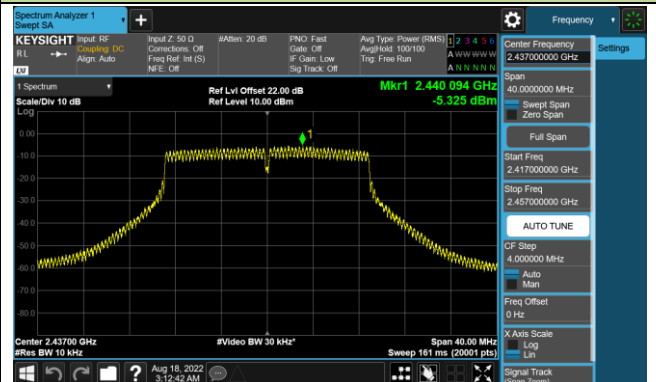 Spectrum Analyzer 1
Swept SA
Frequency
KEYSIGHT
Input: RF
Input Z: 50 Ω
#Atten: 20 dB
PNO: Fast
Avg Type: Power (RMS)
1 2 3 4 5 6
RL
Coupling: DC
Corrections: Off
Gate: Off
Avg|Hold: 100/100
A W W W W W
Align: Auto
Freq Ref: Int (S)
IF Gain: Low
Trig: Free Run
NFE: Off
Sig Track: Off
A N N N N N
LXI
1 Spectrum
Ref Lvl Offset 22.00 dB
Mkr1 2.440 094 GHz
Scale/Div 10 dB
Ref Level 10.00 dBm
-5.325 dBm
Log
1
0.00
-10.0
-20.0
-30.0
-40.0
-50.0
-60.0
-70.0
-80.0
Center 2.43700 GHz
#Video BW 30 kHz*
Span 40.00 MHz
#Res BW 10 kHz
Sweep 161 ms (20001 pts)
Aug 18, 2022
3:12:42 AM
?
Center Frequency
2.437000000 GHz
Settings
Span
40.0000000 MHz
Swept Span
Zero Span
Full Span
Start Freq
2.417000000 GHz
Stop Freq
2.457000000 GHz
AUTO TUNE
CF Step
4.000000 MHz
Auto
Man
Freq Offset
0 Hz
X Axis Scale
Log
Lin
Signal Track
(Span Zoom)